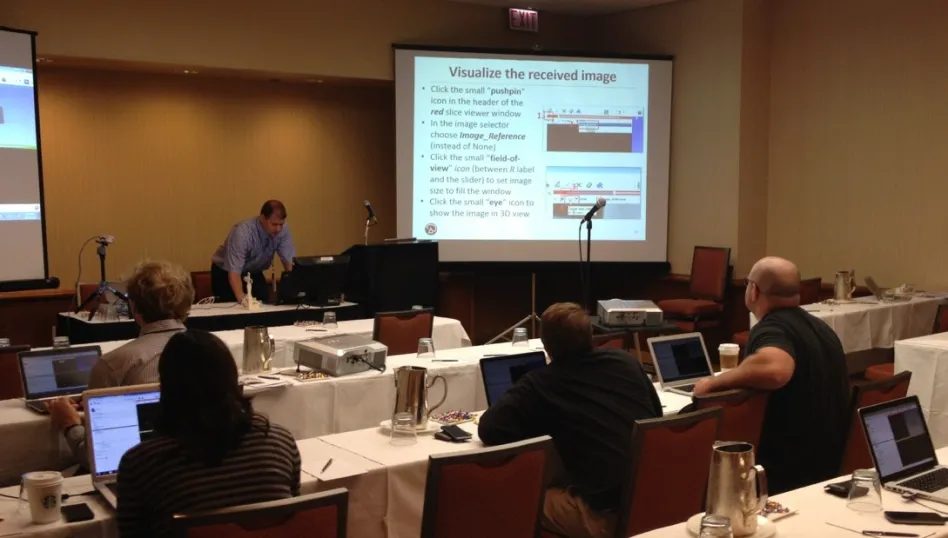 EXIT
Visualize the received image
• Click the small "pushpin"
icon in the header of the
red slice viewer window
• In the image selector
choose Image_Reference
(instead of None)
• Click the small "field-of-
view" icon (between R label
and the slider) to set image
size to fill the window
• Click the small "eye" icon to
show the image in 3D view